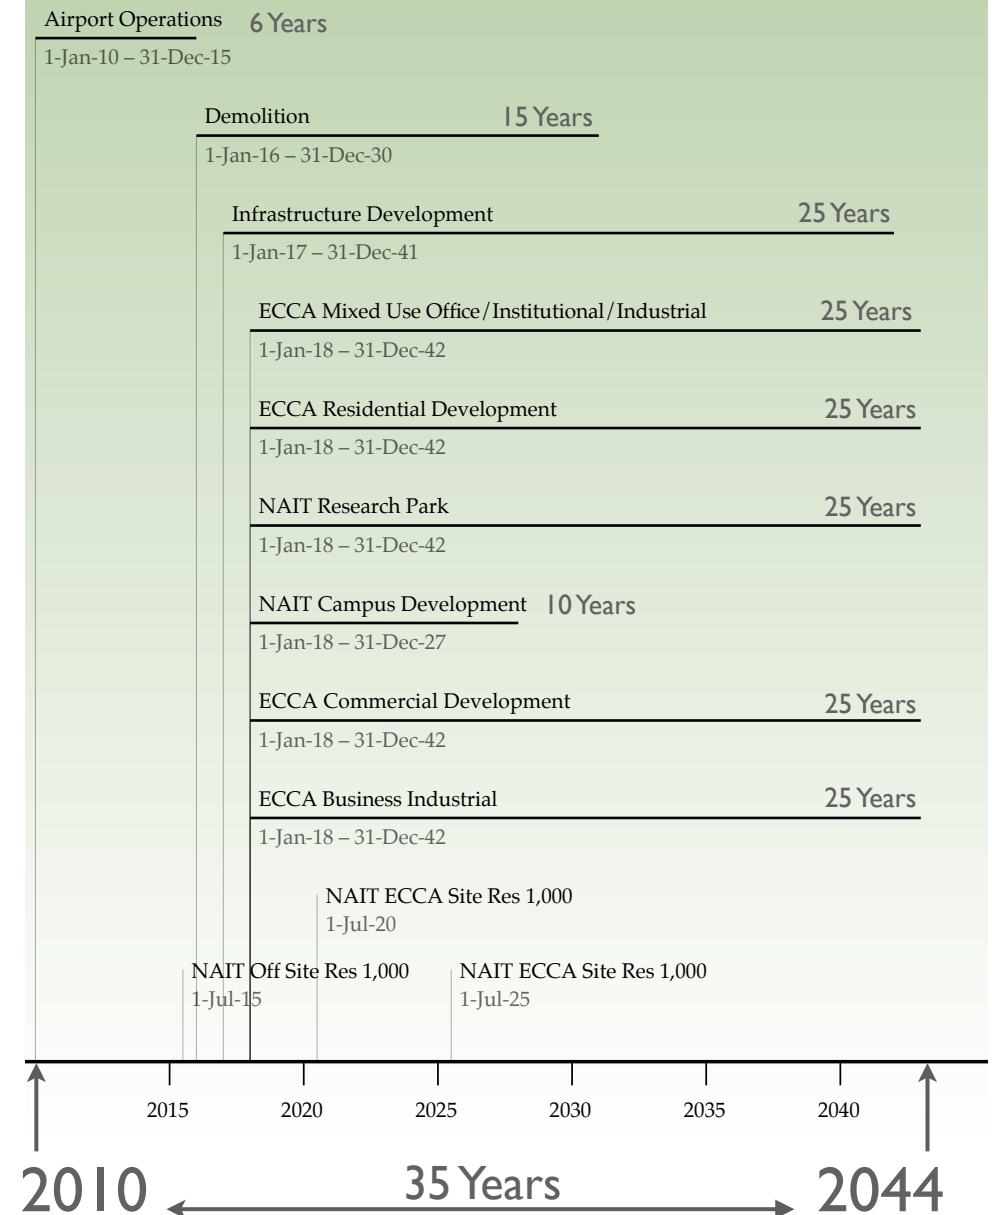 Airport Operations 6 Years
1-Jan-10 – 31-Dec-15
Demolition 15 Years
1-Jan-16 – 31-Dec-30
Infrastructure Development 25 Years
1-Jan-17 – 31-Dec-41
ECCA Mixed Use Office/Institutional/Industrial 25 Years
1-Jan-18 – 31-Dec-42
ECCA Residential Development 25 Years
1-Jan-18 – 31-Dec-42
NAIT Research Park 25 Years
1-Jan-18 – 31-Dec-42
NAIT Campus Development 10 Years
1-Jan-18 – 31-Dec-27
ECCA Commercial Development 25 Years
1-Jan-18 – 31-Dec-42
ECCA Business Industrial 25 Years
1-Jan-18 – 31-Dec-42
NAIT ECCA Site Res 1,000
1-Jul-20
NAIT Off Site Res 1,000 NAIT ECCA Site Res 1,000
1-Jul-15 1-Jul-25
2015 2020 2025 2030 2035 2040
2010 35 Years 2044